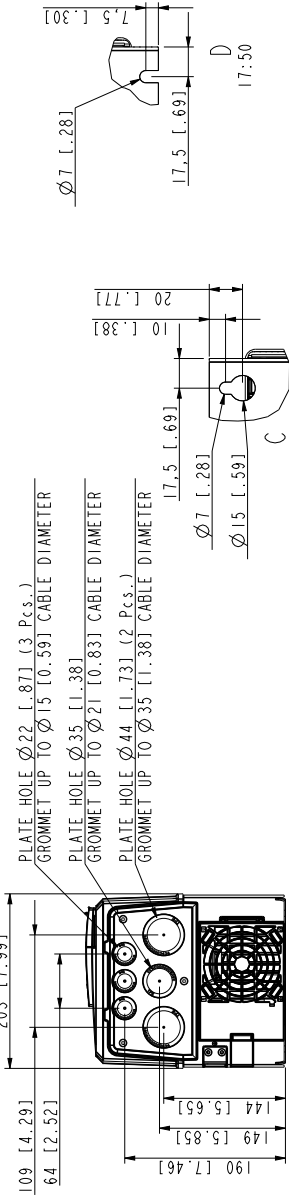 PLATE HOLE Ø22 [.87] (3 Pcs.)
GROMMET UP TO Ø15 [0.59] CABLE DIAMETER
PLATE HOLE Ø35 [1.38]
GROMMET UP TO Ø21 [0.83] CABLE DIAMETER
PLATE HOLE Ø44 [1.73] (2 Pcs.)
GROMMET UP TO Ø35 [1.38] CABLE DIAMETER
203 [7.99]
109 [4.29]
64 [2.52]
190 [7.46]
149 [5.85]
144 [5.65]
20 [.77]
10 [.38]
17,5 [.69]
Ø7 [.28]
Ø15 [.59]
C
7,5 [.30]
Ø7 [.28]
17,5 [.69]
D
17:50